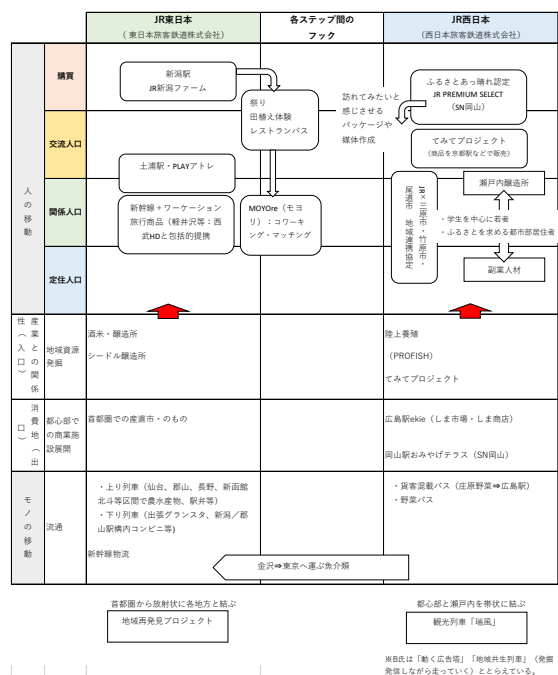 JR東日本
（東日本旅客鉄道株式会社）
各ステップ間の
フック
JR西日本
（西日本旅客鉄道株式会社）
人の移動
購買
新潟駅
JR新潟ファーム
祭り
田植え体験
レストランバス
訪れてみたいと
感じさせる
パッケージや
媒体作成
ふるさとあっ晴れ認定
JR PREMIUM SELECT
（SN岡山）
交流人口
土浦駅・PLAYアトレ
てみてプロジェクト
（商品を京都駅などで販売）
関係人口
新幹線＋ワーケーション
旅行商品（軽井沢等：西
武HDと包括的提携）
MOYOre（モヨ
リ）：コワーキ
ング・マッチング
JR×三原市・竹原市・
尾道市　地域連携協定
瀬戸内醸造所
・学生を中心に若者
・ふるさとを求める都市部居住者
副業人材
定住人口
産業との関係
性（入口）
地域資源
発掘
酒米・醸造所
シードル醸造所
陸上養殖
（PROFISH）
てみてプロジェクト
消費地（出
口）
都心部で
の商業施
設展開
首都圏での産直市・のもの
広島駅ekie（しま市場・しま商店）
岡山駅おみやげテラス（SN岡山）
モノの移動
流通
・上り列車（仙台、郡山、長野、新函館
北斗等区間で農水産物、駅弁等）
・下り列車（出張グランスタ、新潟／郡
山駅構内コンビニ等）
新幹線物流
・貨客混載バス（庄原野菜⇒広島駅）
・野菜バス
金沢⇒東京へ運ぶ魚介類
首都圏から放射状に各地方と結ぶ
地域再発見プロジェクト
都心部と瀬戸内を帯状に結ぶ
観光列車「瑞風」
※B氏は「動く広告塔」「地域共生列車」（発掘
発信しながら走っていく）ととらえている。